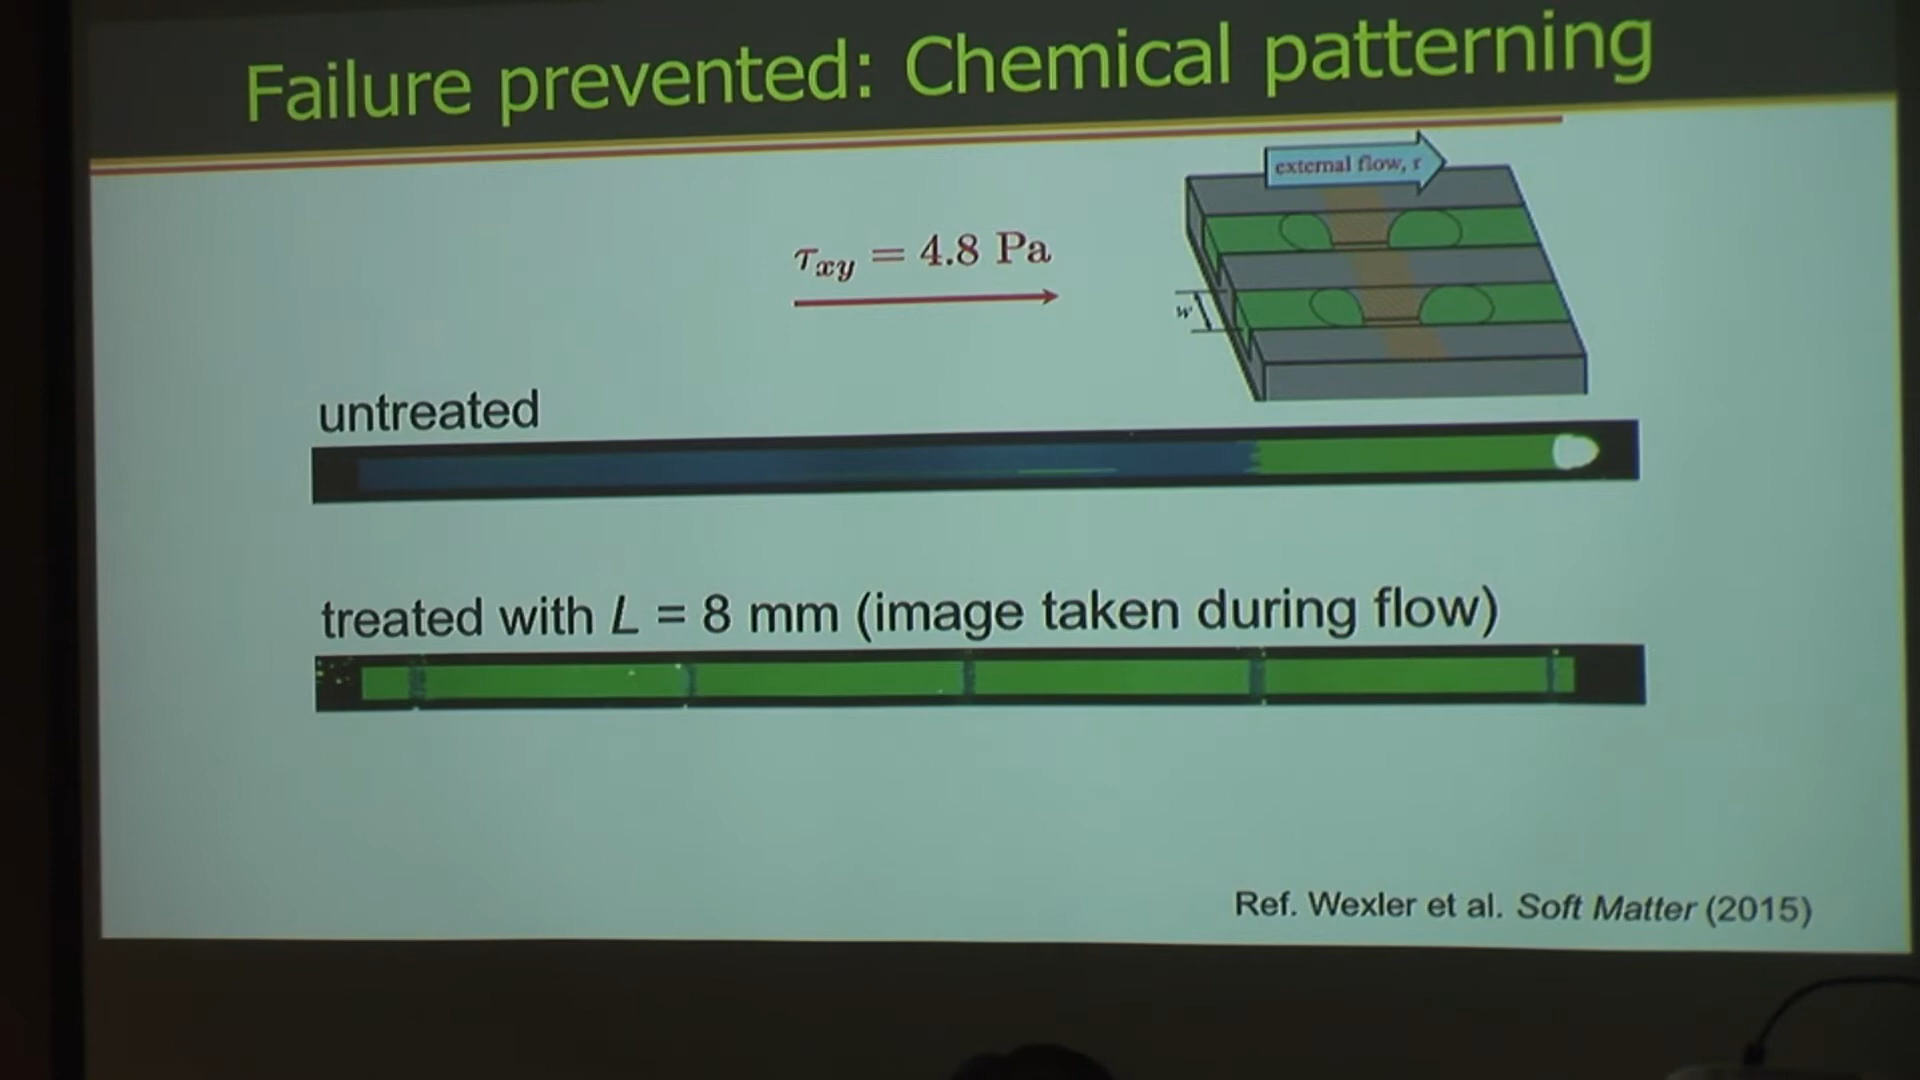 Failure prevented: Chemical patterning
external flow, τ
τxy = 4.8 Pa
w
untreated
treated with L = 8 mm (image taken during flow)
Ref. Wexler et al. Soft Matter (2015)